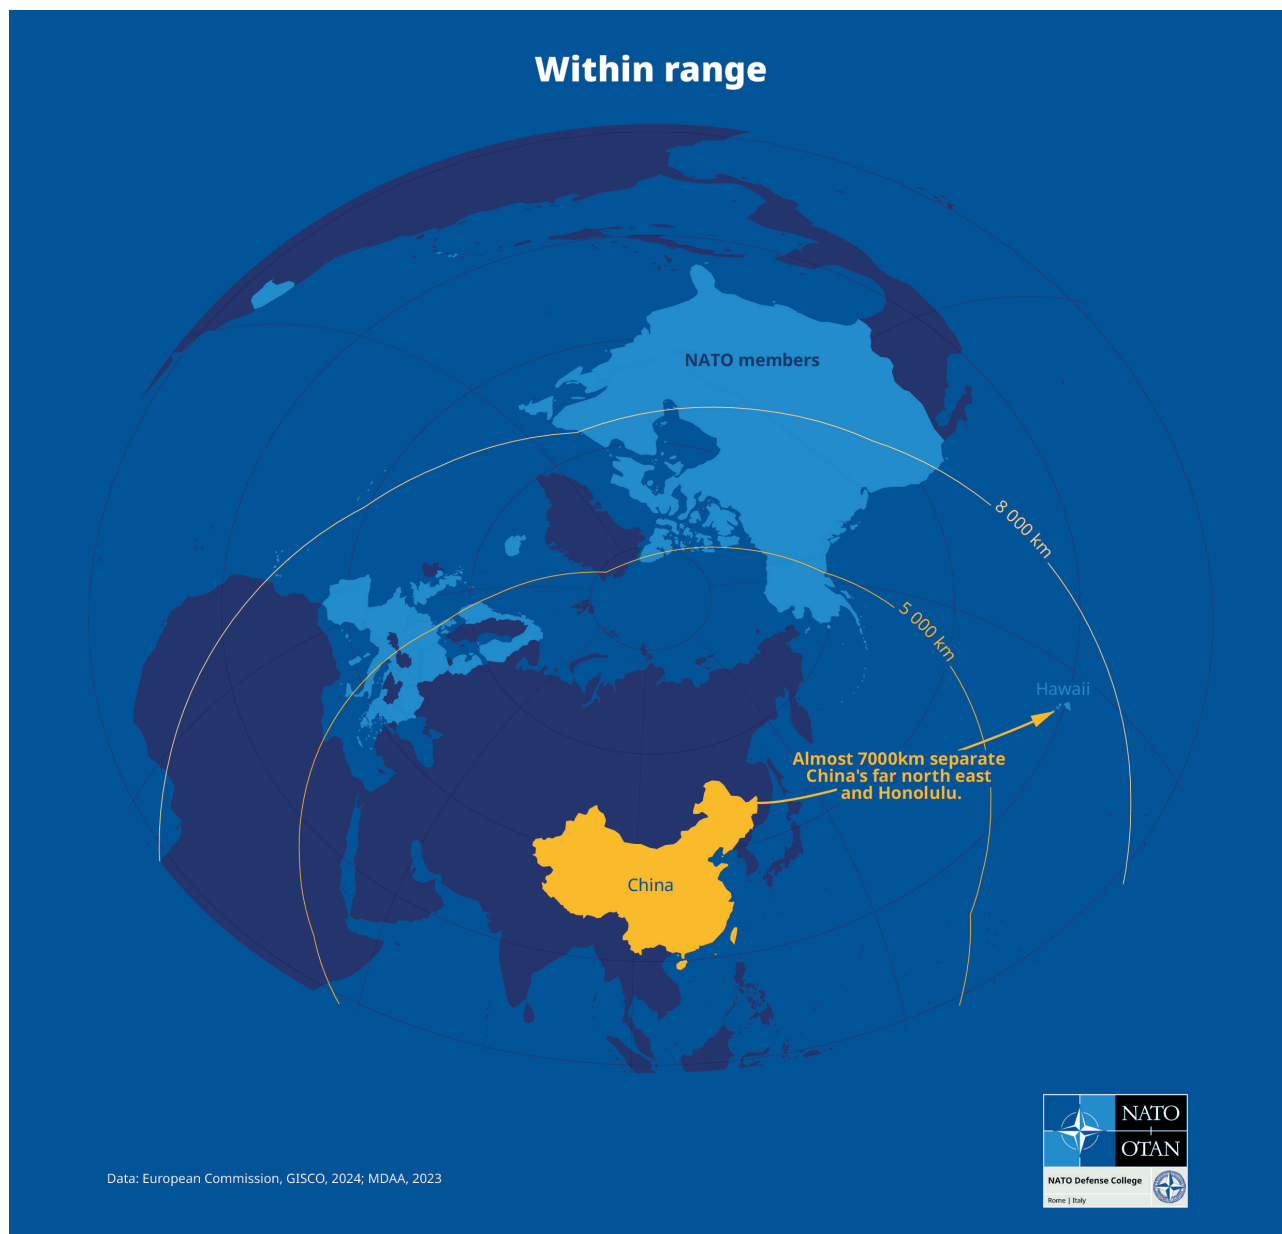 Within range
NATO members
8 000 km
5 000 km
Hawaii
Almost 7000km separate
China's far north east
and Honolulu.
China
NATO
OTAN
Data: European Commission, GISCO, 2024; MDAA, 2023
NATO Defense College
Rome | Italy